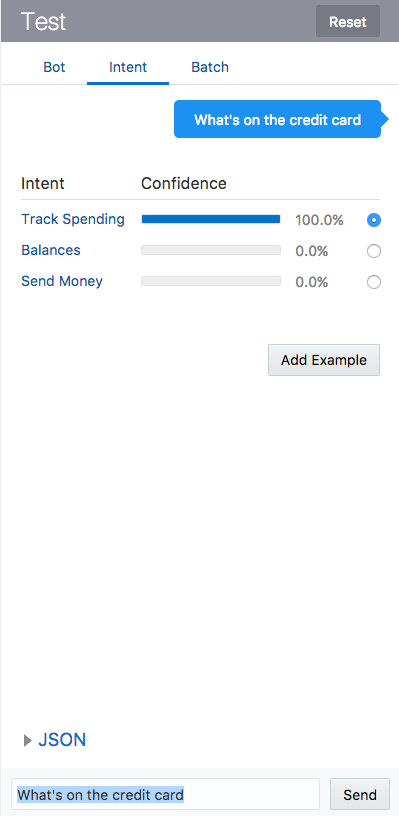 Test
Reset
Bot
Intent
Batch
What's on the credit card
Intent
Confidence
Track Spending
100.0%
Balances
0.0%
Send Money
0.0%
Add Example
JSON
What's on the credit card
Send